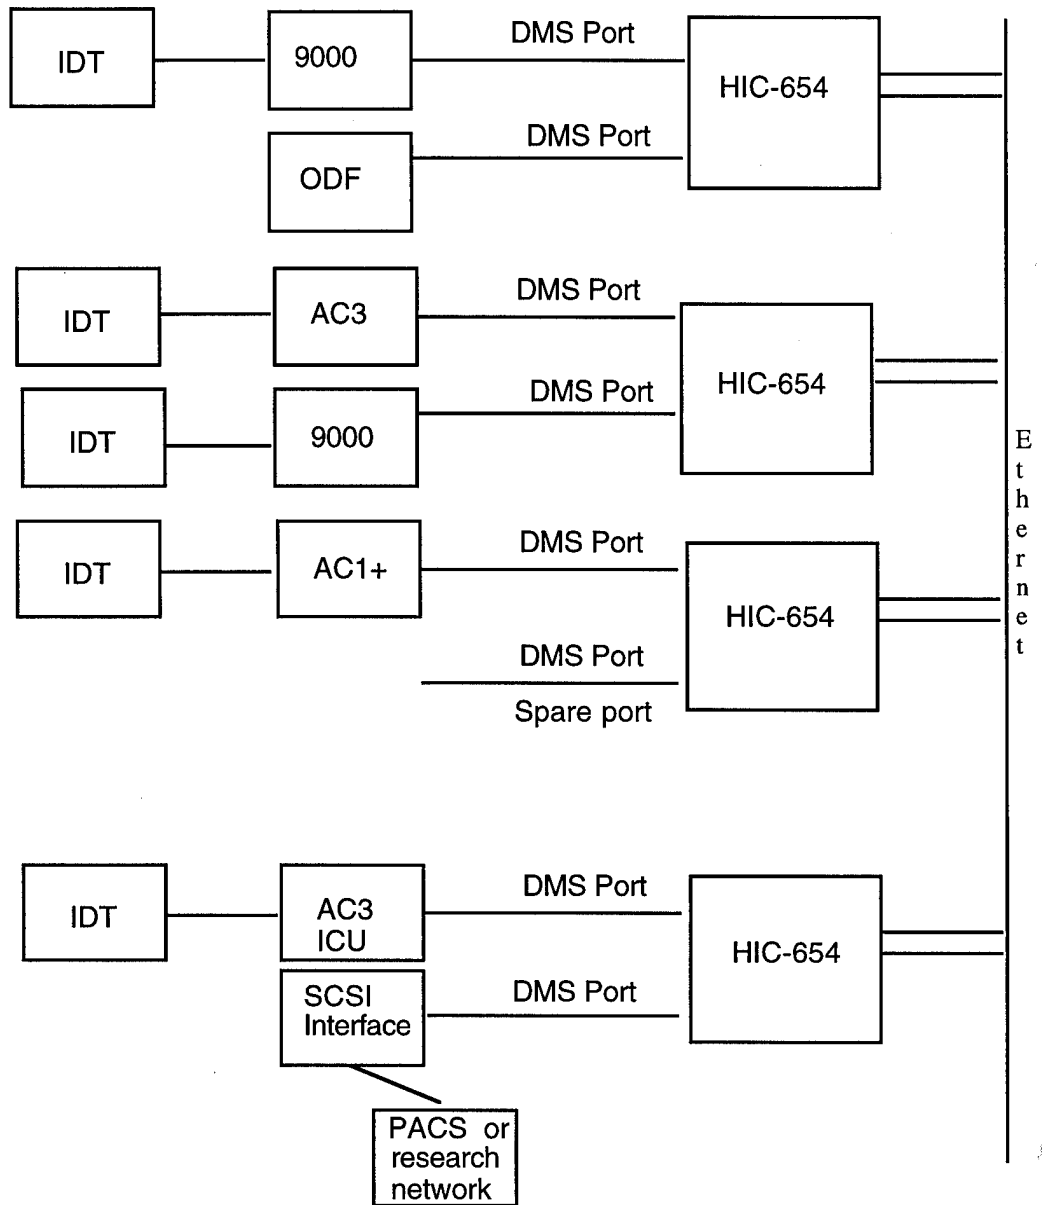 IDT
9000
DMS Port
HIC-654
DMS Port
ODF
IDT
AC3
DMS Port
HIC-654
DMS Port
IDT
9000
Ethernet
IDT
AC1+
DMS Port
HIC-654
DMS Port
Spare port
IDT
AC3
ICU
DMS Port
HIC-654
SCSI
Interface
DMS Port
PACS or
research
network